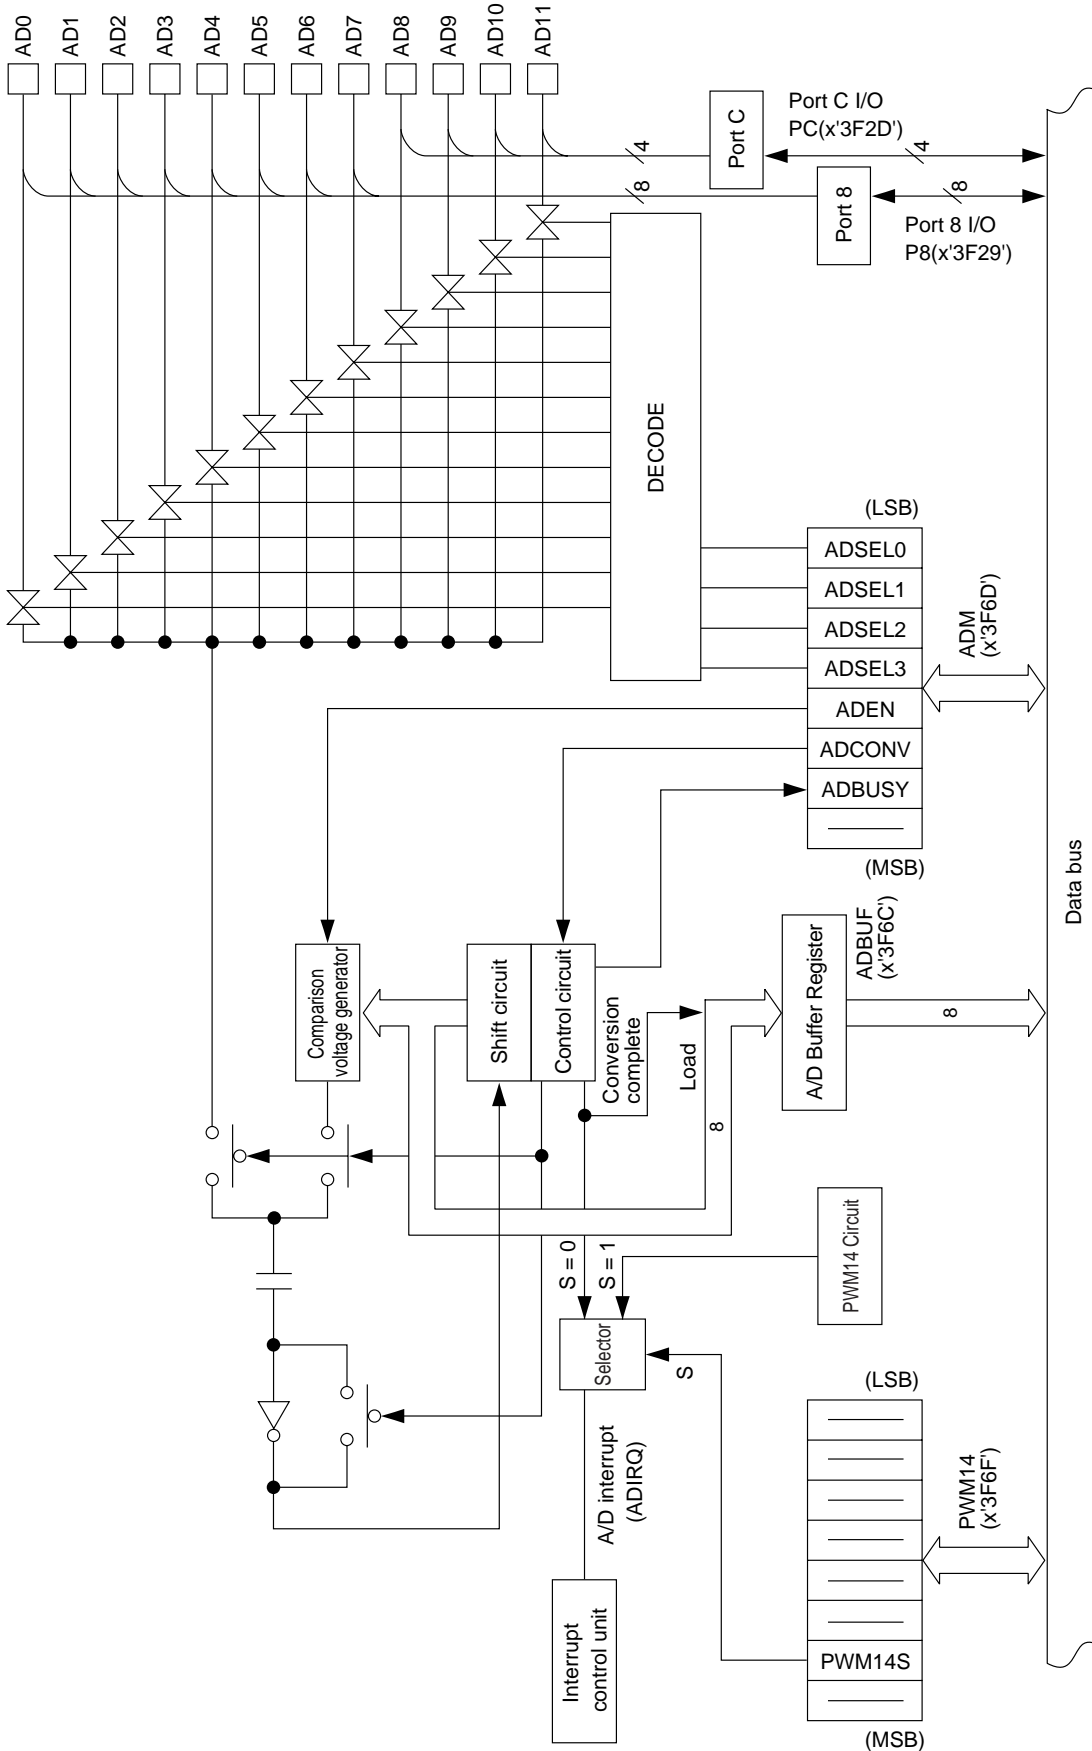 AD0
AD1
AD2
AD3
AD4
AD5
AD6
AD7
AD8
AD9
AD10
AD11
Port C I/O
PC(x'3F2D')
Port C
4
4
Port 8
8
8
Port 8 I/O
P8(x'3F29')
DECODE
(LSB)
ADSEL0
ADSEL1
ADSEL2
ADSEL3
ADEN
ADCONV
ADBUSY
(MSB)
ADM
(x'3F6D')
Data bus
Comparison
voltage generator
Shift circuit
Control circuit
Conversion
complete
Load
8
A/D Buffer Register
ADBUF
(x'3F6C')
8
S = 0
S = 1
Selector
S
PWM14 Circuit
A/D interrupt
(ADIRQ)
Interrupt
control unit
(LSB)
PWM14S
(MSB)
PWM14
(x'3F6F')